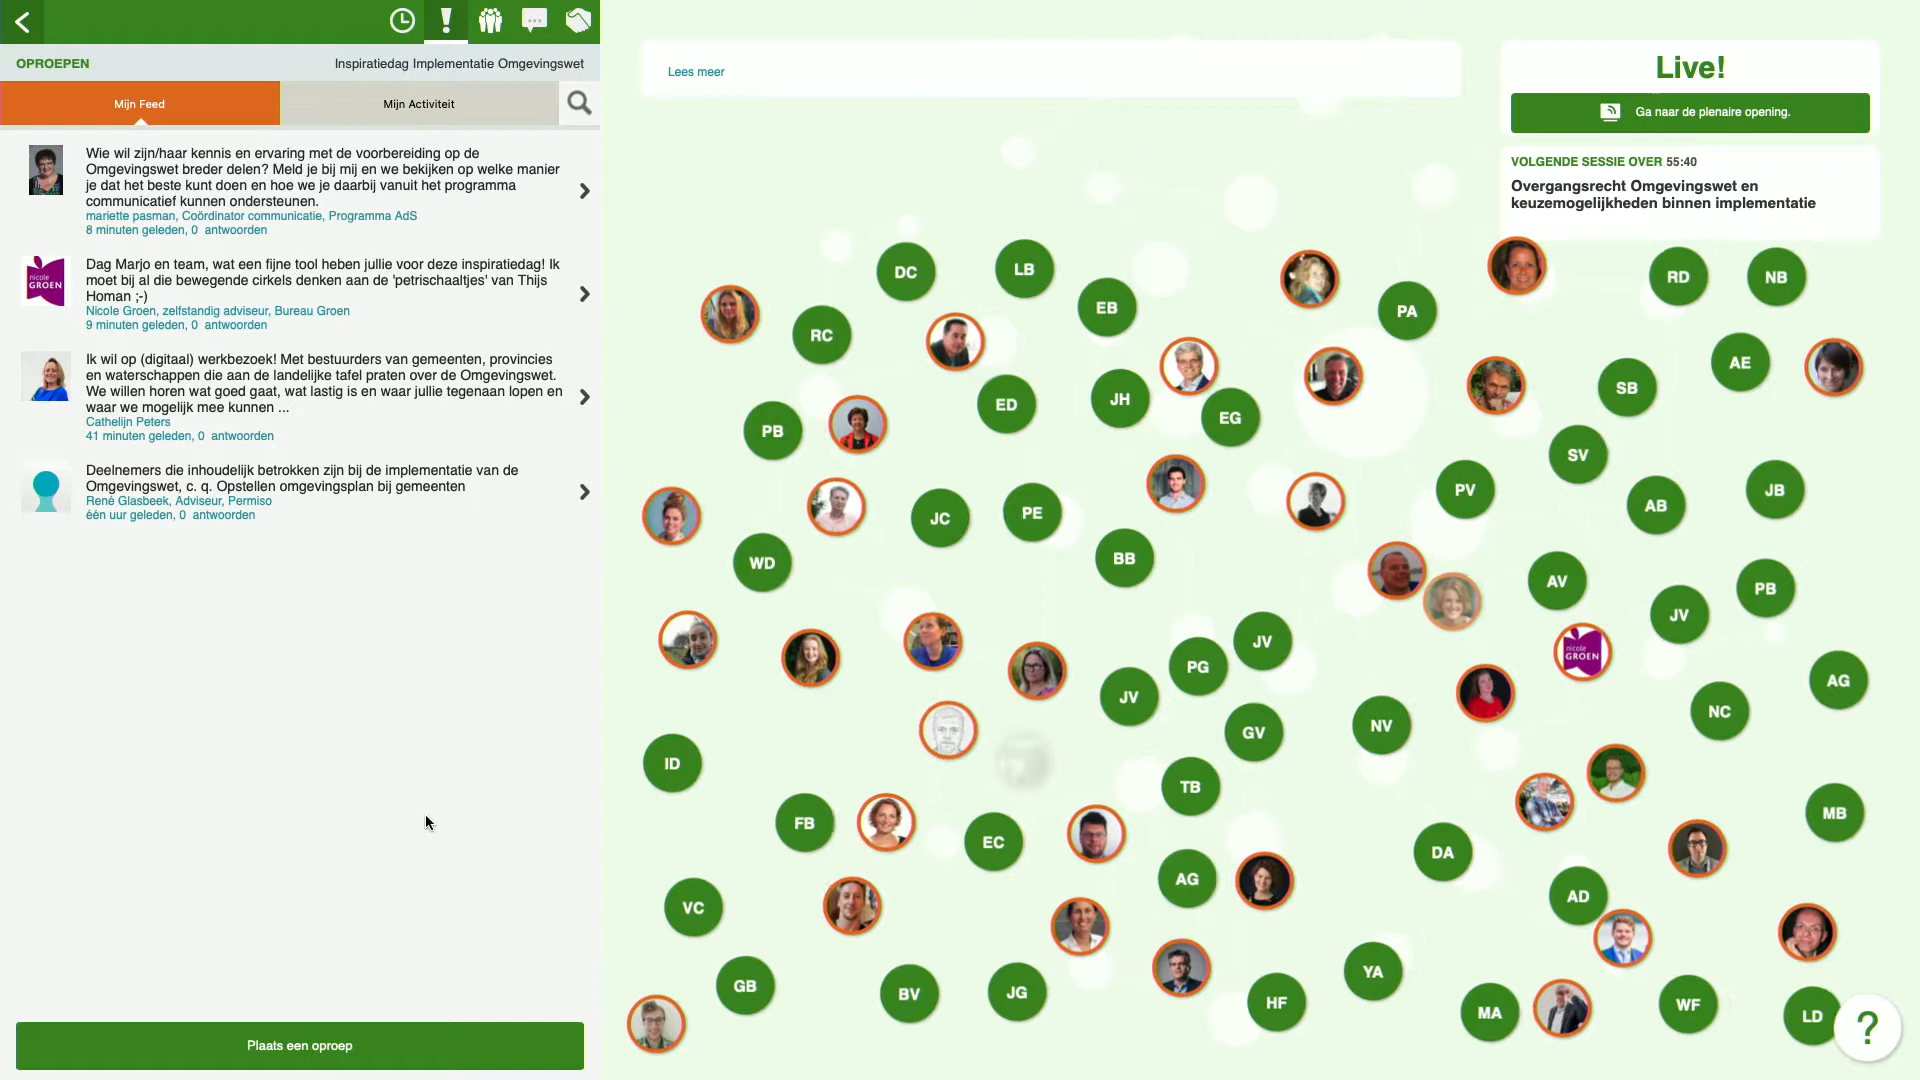 OPROEPEN
Inspiratiedag Implementatie Omgevingswet
Mijn Feed
Mijn Activiteit
Wie wil zijn/haar kennis en ervaring met de voorbereiding op de
Omgevingswet breder delen? Meld je bij mij en we bekijken op welke manier
je dat het beste kunt doen en hoe we je daarbij vanuit het programma
communicatief kunnen ondersteunen.
mariette pasman, Coördinator communicatie, Programma AdS
8 minuten geleden, 0 antwoorden
nicole
GROEN
Dag Marjo en team, wat een fijne tool heben jullie voor deze inspiratiedag! Ik
moet bij al die bewegende cirkels denken aan de 'petrischaaltjes' van Thijs
Homan ;-)
Nicole Groen, zelfstandig adviseur, Bureau Groen
9 minuten geleden, 0 antwoorden
Ik wil op (digitaal) werkbezoek! Met bestuurders van gemeenten, provincies
en waterschappen die aan de landelijke tafel praten over de Omgevingswet.
We willen horen wat goed gaat, wat lastig is en waar jullie tegenaan lopen en
waar we mogelijk mee kunnen ...
Cathelijn Peters
41 minuten geleden, 0 antwoorden
Deelnemers die inhoudelijk betrokken zijn bij de implementatie van de
Omgevingswet, c. q. Opstellen omgevingsplan bij gemeenten
René Glasbeek, Adviseur, Permiso
één uur geleden, 0 antwoorden
Plaats een oproep
Lees meer
Live!
Ga naar de plenaire opening.
VOLGENDE SESSIE OVER 55:40
Overgangsrecht Omgevingswet en
keuzemogelijkheden binnen implementatie
DC
LB
RD
NB
EB
PA
RC
AE
SB
JH
ED
EG
PB
SV
PV
JB
AB
PE
JC
BB
WD
AV
PB
JV
JV
nicole
GROEN
PG
AG
JV
NC
NV
GV
ID
TB
MB
FB
EC
DA
AG
AD
VC
YA
GB
JG
BV
HF
WF
MA
LD
?